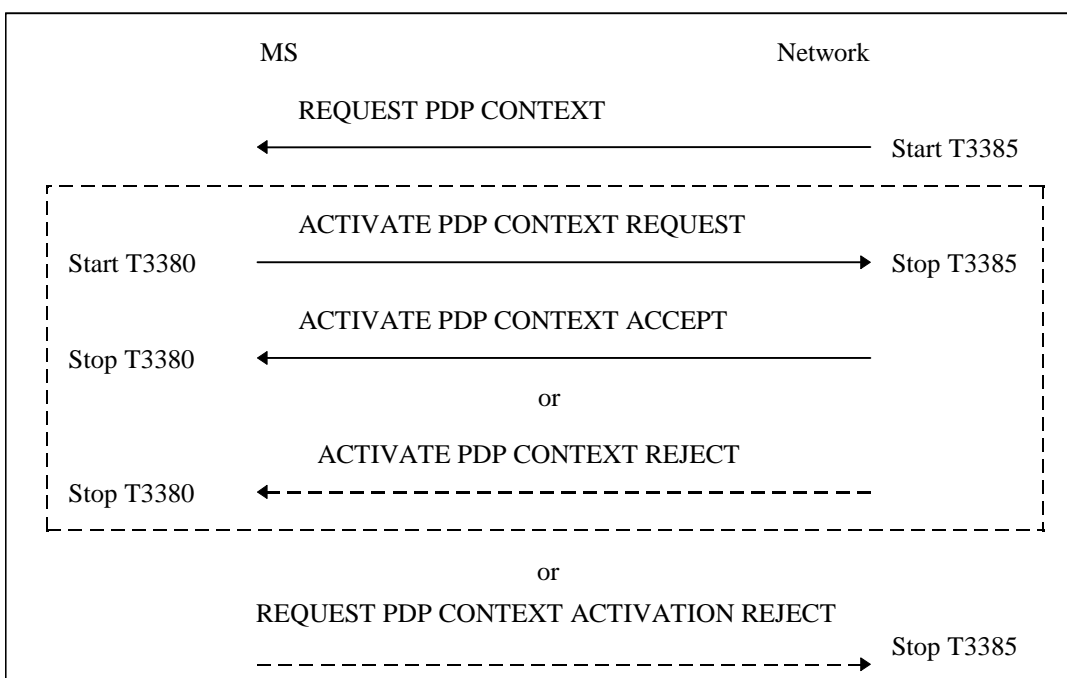 MS Network
REQUEST PDP CONTEXT
Start T3385
ACTIVATE PDP CONTEXT REQUEST
Start T3380 Stop T3385
ACTIVATE PDP CONTEXT ACCEPT
Stop T3380
or
ACTIVATE PDP CONTEXT REJECT
Stop T3380
or
REQUEST PDP CONTEXT ACTIVATION REJECT
Stop T3385